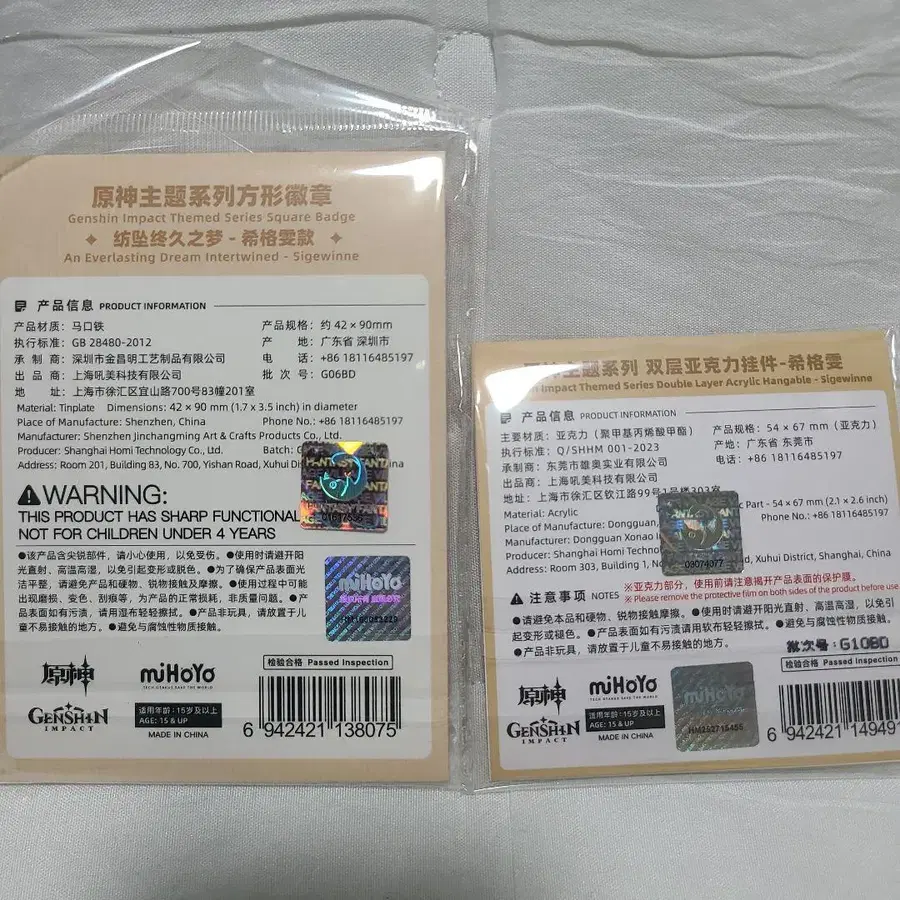 原神主题系列方形徽章
Genshin Impact Themed Series Square Badge
纺坠终久之梦 - 希格雯款
An Everlasting Dream Intertwined - Sigewinne
产品信息 PRODUCT INFORMATION
产品材质：马口铁 产品规格：约 42 × 90mm
执行标准：GB 28480-2012 产 地：广东省 深圳市
承 制 商：深圳市金昌明工艺制品有限公司 电 话：+86 18116485197
出 品 商：上海吼美科技有限公司 批 次 号：G06BD
地 址：上海市徐汇区宜山路700号83幢201室
Material: Tinplate Dimensions: 42 × 90 mm (1.7 x 3.5 inch) in diameter
Place of Manufacture: Shenzhen, China Phone No.: +86 18116485197
Manufacturer: Shenzhen Jinchangming Art & Crafts Products Co., Ltd.
Producer: Shanghai Homi Technology Co., Ltd. Batch:
Address: Room 201, Building 83, No. 700, Yishan Road, Xuhui
WARNING:
THIS PRODUCT HAS SHARP FUNCTIONAL
NOT FOR CHILDREN UNDER 4 YEARS
●该产品含尖锐部件，请小心使用，以免受伤。●使用时请避开阳
光直射，高温高湿，以免引起变形或脱色。●为了确保产品表面光
洁平整，请避免产品和硬物、锐物接触及摩擦。●使用过程中可能
出现磨损、变色、刮痕等，为产品的正常损耗，非质量问题。●产
品表面如有污渍，请用湿布轻轻擦拭。●产品非玩具，请放置于儿
童不易接触的地方。●避免与腐蚀性物质接触。
miHoYo
原神
GENSHIN
IMPACT
miHoYo
TECH OTAKUS SAVE THE WORLD
适用年龄：15岁及以上
AGE: 15 & UP
MADE IN CHINA
检验合格 Passed Inspection
6 942421 138075
原神主题系列 双层亚克力挂件-希格雯
Impact Themed Series Double Layer Acrylic Hangable - Sigewinne
产品信息 PRODUCT INFORMATION
主要材质：亚克力（聚甲基丙烯酸甲酯） 产品规格：54 × 67 mm（亚克力）
执行标准：Q/SHHM 001-2023 产地：广东省 东莞市
承制商：东莞市雄奥实业有限公司 电话：+86 18116485197
出品商：上海吼美科技有限公司
地址：上海市徐汇区钦江路99号1号楼303室
Material: Acrylic Part - 54 x 67 mm (2.1 x 2.6 inch)
Place of Manufacture: Dongguan, Phone No.: +86 18116485197
Manufacturer: Dongguan Xonao
Producer: Shanghai Homi Technology
Address: Room 303, Building 1, Xuhui District, Shanghai, China
03074077
注意事项 NOTES ※亚克力部分，使用前请注意揭开产品表面的保护膜。
※ Please remove the protective film on both sides of the product before use
●请避免本品和硬物、锐物接触摩擦。●使用时请避开阳光直射，高温高湿，以免引
起变形或褪色。●产品表面如有污渍请用软布轻轻擦拭。●避免与腐蚀性物质接触。
●产品非玩具，请放置于儿童不易接触的地方。
批次号：G10BD
原神
GENSHIN
IMPACT
miHoYo
TECH OTAKUS SAVE THE WORLD
适用年龄：15岁及以上
AGE: 15 & UP
MADE IN CHINA
miHoYo
HM252715455
检验合格 Passed Inspection
6 942421 149491